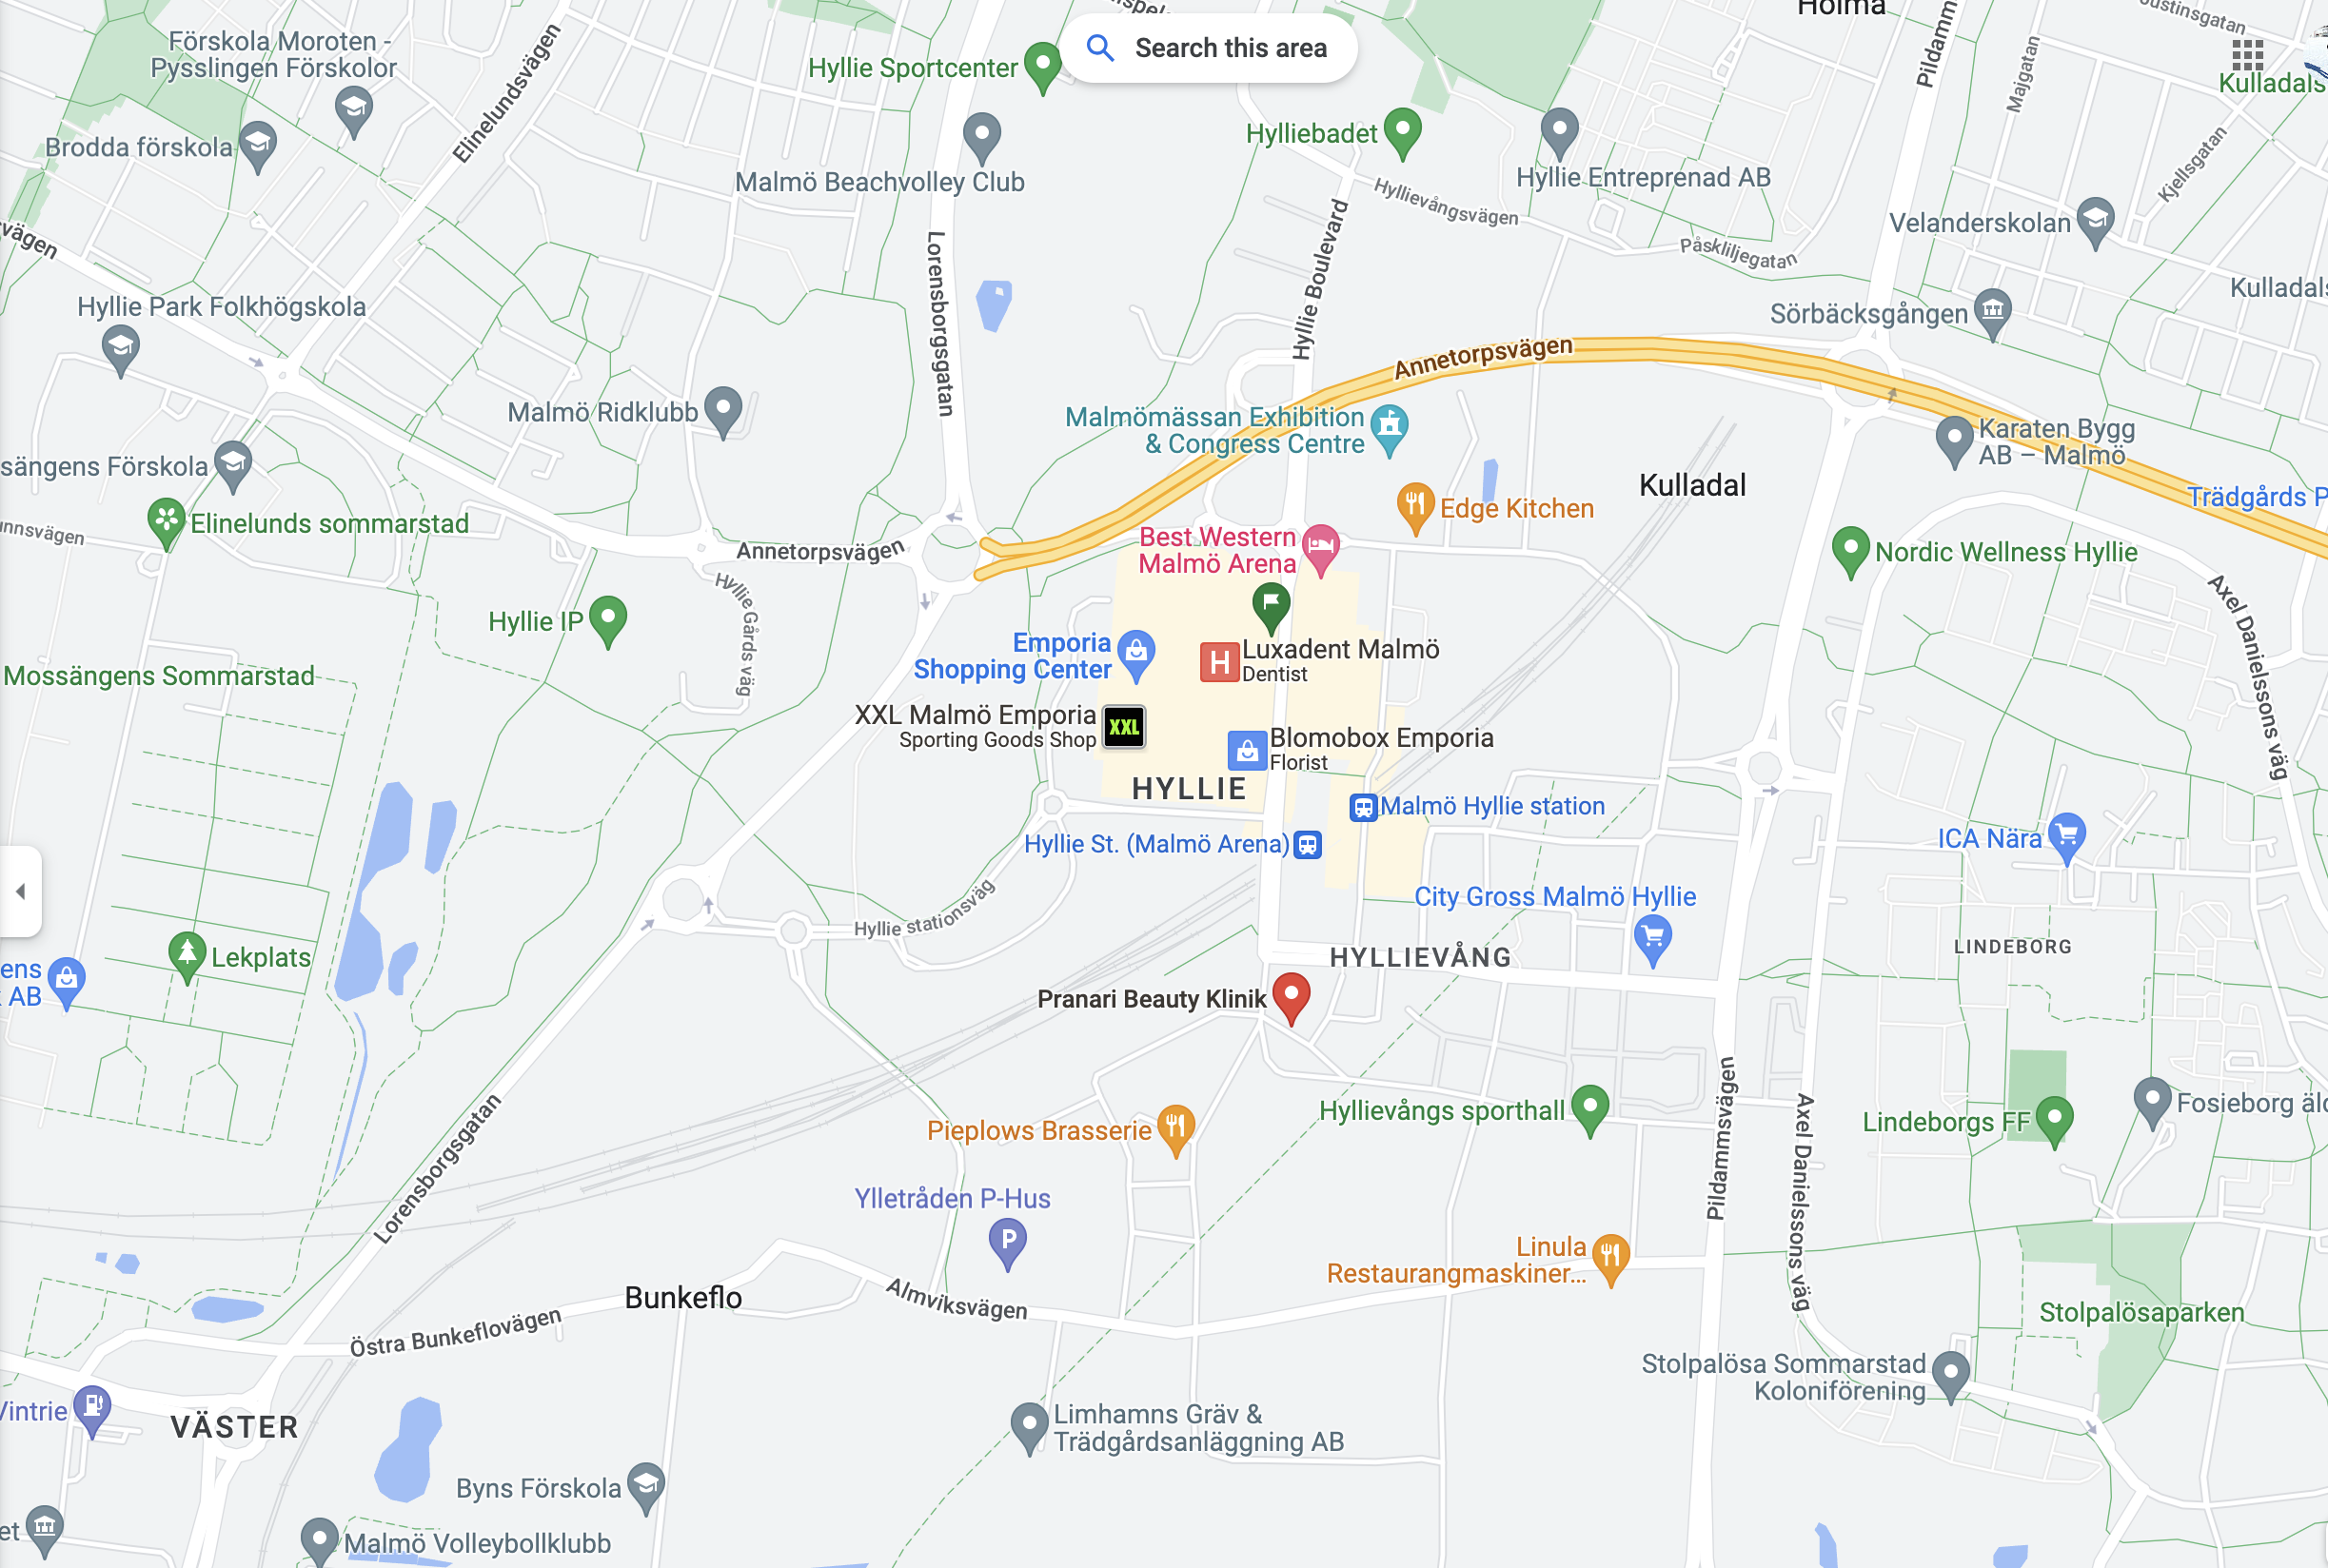 Holma
Förskola Moroten -
Pysslingen Förskolor
Elinelundsvägen
Hyllie Sportcenter
Search this area
Pildamm
Majgatan
Kulladals
Brodda förskola
Malmö Beachvolley Club
Hylliebadet
Hyllie Entreprenad AB
Kjellsgatan
Hyllievångsvägen
Velanderskolan
svägen
Påskliljegatan
Hyllie Park Folkhögskola
Lorensborgsgatan
Hyllie Boulevard
Sörbäcksgången
Kulladals
Annetorpsvägen
Malmö Ridklubb
Malmömässan Exhibition
& Congress Centre
Karaten Bygg
AB – Malmö
sängens Förskola
Kulladal
Trädgårds P
Elinelunds sommarstad
Edge Kitchen
nnsvägen
Annetorpsvägen
Best Western
Malmö Arena
Nordic Wellness Hyllie
Hyllie Gårds väg
Hyllie IP
Axel Danielssons väg
Emporia
Shopping Center
H
Luxadent Malmö
Dentist
Mossängens Sommarstad
XXL Malmö Emporia
Sporting Goods Shop
XXL
Blomobox Emporia
Florist
HYLLIE
Malmö Hyllie station
Hyllie St. (Malmö Arena)
ICA Nära
City Gross Malmö Hyllie
Hyllie stationsväg
HYLLIEVÅNG
LINDEBORG
Lekplats
ens
AB
Pranari Beauty Klinik
Lorensborgsgatan
Pieplows Brasserie
Hyllievångs sporthall
Pildammsvägen
Axel Danielssons väg
Lindeborgs FF
Fosieborg äld
Ylletråden P-Hus
P
Linula
Restaurangmaskiner...
Bunkeflo
Almviksvägen
Östra Bunkeflovägen
Stolpalösaparken
Stolpalösa Sommarstad
Koloniförening
Vintrie
VÄSTER
Limhamns Gräv &
Trädgårdsanläggning AB
Byns Förskola
et
Malmö Volleybollklubb